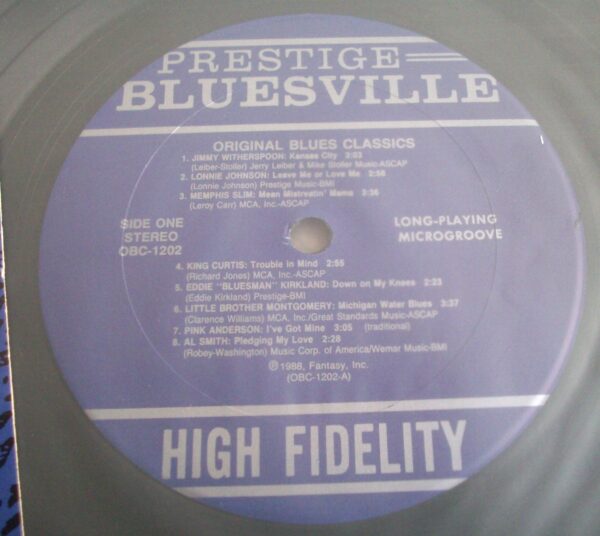 PRESTIGE
BLUESVILLE
ORIGINAL BLUES CLASSICS
1. JIMMY WITHERSPOON: Kansas City 2:03
(Leiber-Stoller) Jerry Leiber & Mike Stoller Music-ASCAP
2. LONNIE JOHNSON: Leave Me or Love Me 2:56
(Lonnie Johnson) Prestige Music-BMI
3. MEMPHIS SLIM: Mean Mistreatin' Mama 3:36
(Leroy Carr) MCA, Inc.-ASCAP
SIDE ONE
STEREO
OBC-1202
LONG-PLAYING
MICROGROOVE
4. KING CURTIS: Trouble in Mind 2:55
(Richard Jones) MCA, Inc.-ASCAP
5. EDDIE "BLUESMAN" KIRKLAND: Down on My Knees 2:23
(Eddie Kirkland) Prestige-BMI
6. LITTLE BROTHER MONTGOMERY: Michigan Water Blues 3:37
(Clarence Williams) MCA, Inc./Great Standards Music-ASCAP
7. PINK ANDERSON: I've Got Mine 3:05 (traditional)
8. AL SMITH: Pledging My Love 2:28
(Robey-Washington) Music Corp. of America/Wemar Music-BMI
℗1988, Fantasy, Inc.
(OBC-1202-A)
HIGH FIDELITY